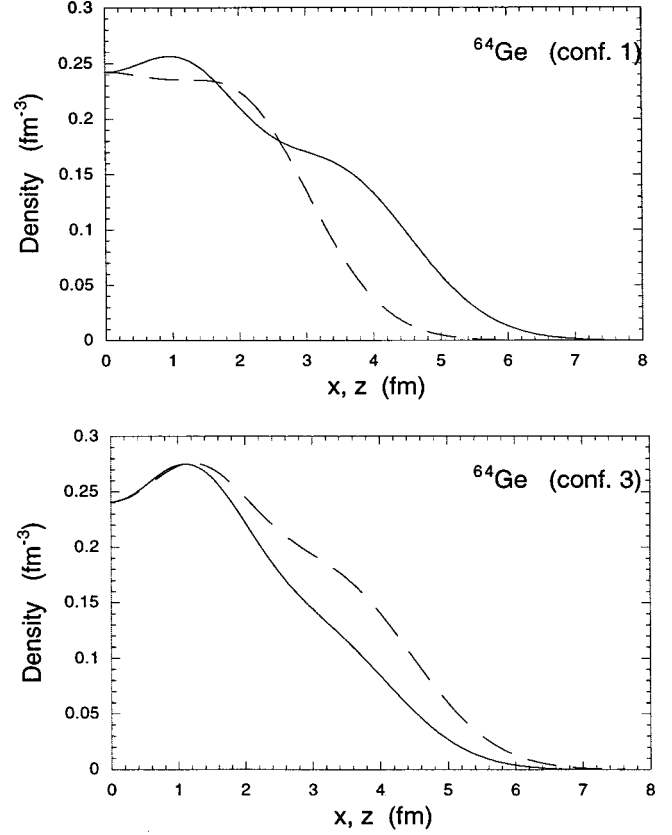 0.3
⁶⁴Ge (conf. 1)
0.25
0.2
0.15
0.1
0.05
0
Density (fm⁻³)
0 1 2 3 4 5 6 7 8
x, z (fm)
0.3
⁶⁴Ge (conf. 3)
0.25
0.2
0.15
0.1
0.05
0
Density (fm⁻³)
0 1 2 3 4 5 6 7 8
x, z (fm)